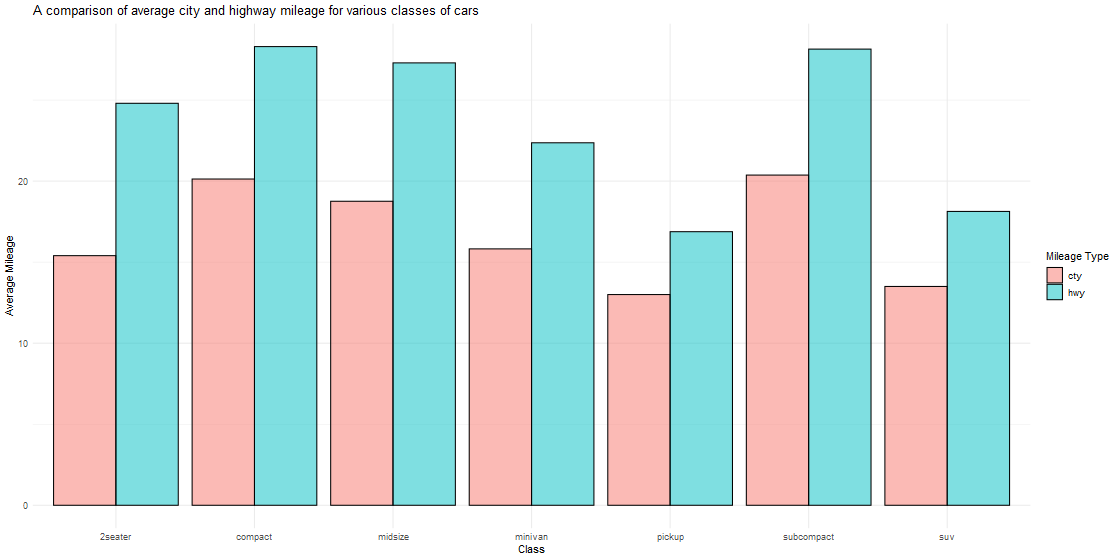 A comparison of average city and highway mileage for various classes of cars
Average Mileage
20
10
0
2seater compact midsize minivan pickup subcompact suv
Class
Mileage Type
cty
hwy